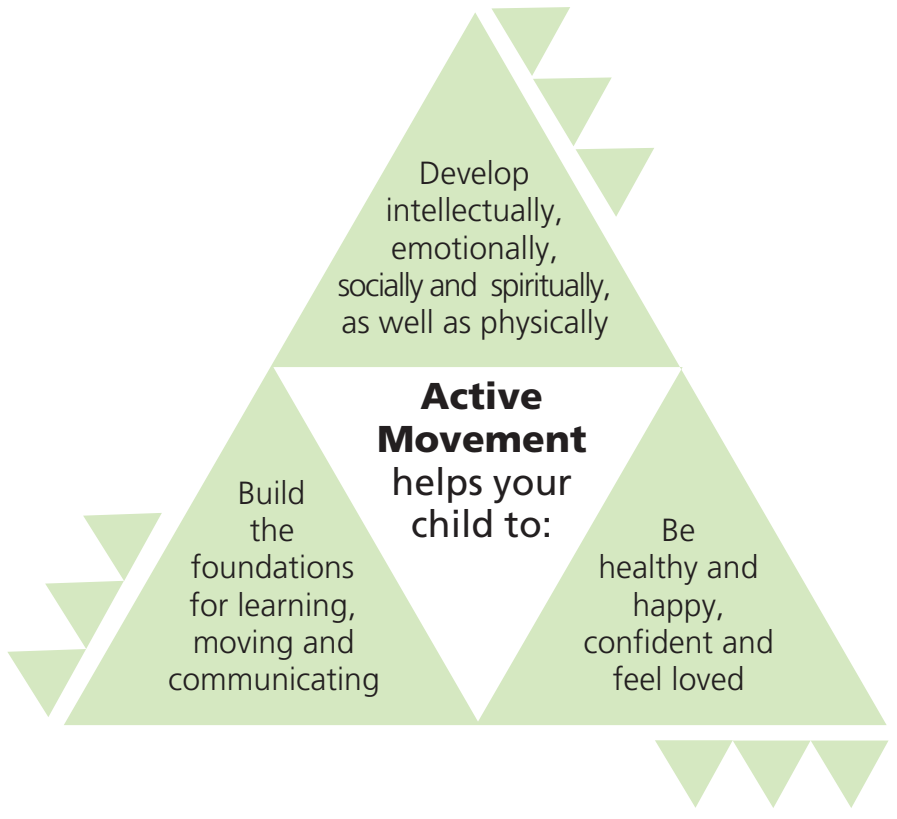 Develop
intellectually,
emotionally,
socially and spiritually,
as well as physically
Active
Movement
helps your
child to:
Build
the
foundations
for learning,
moving and
communicating
Be
healthy and
happy,
confident and
feel loved